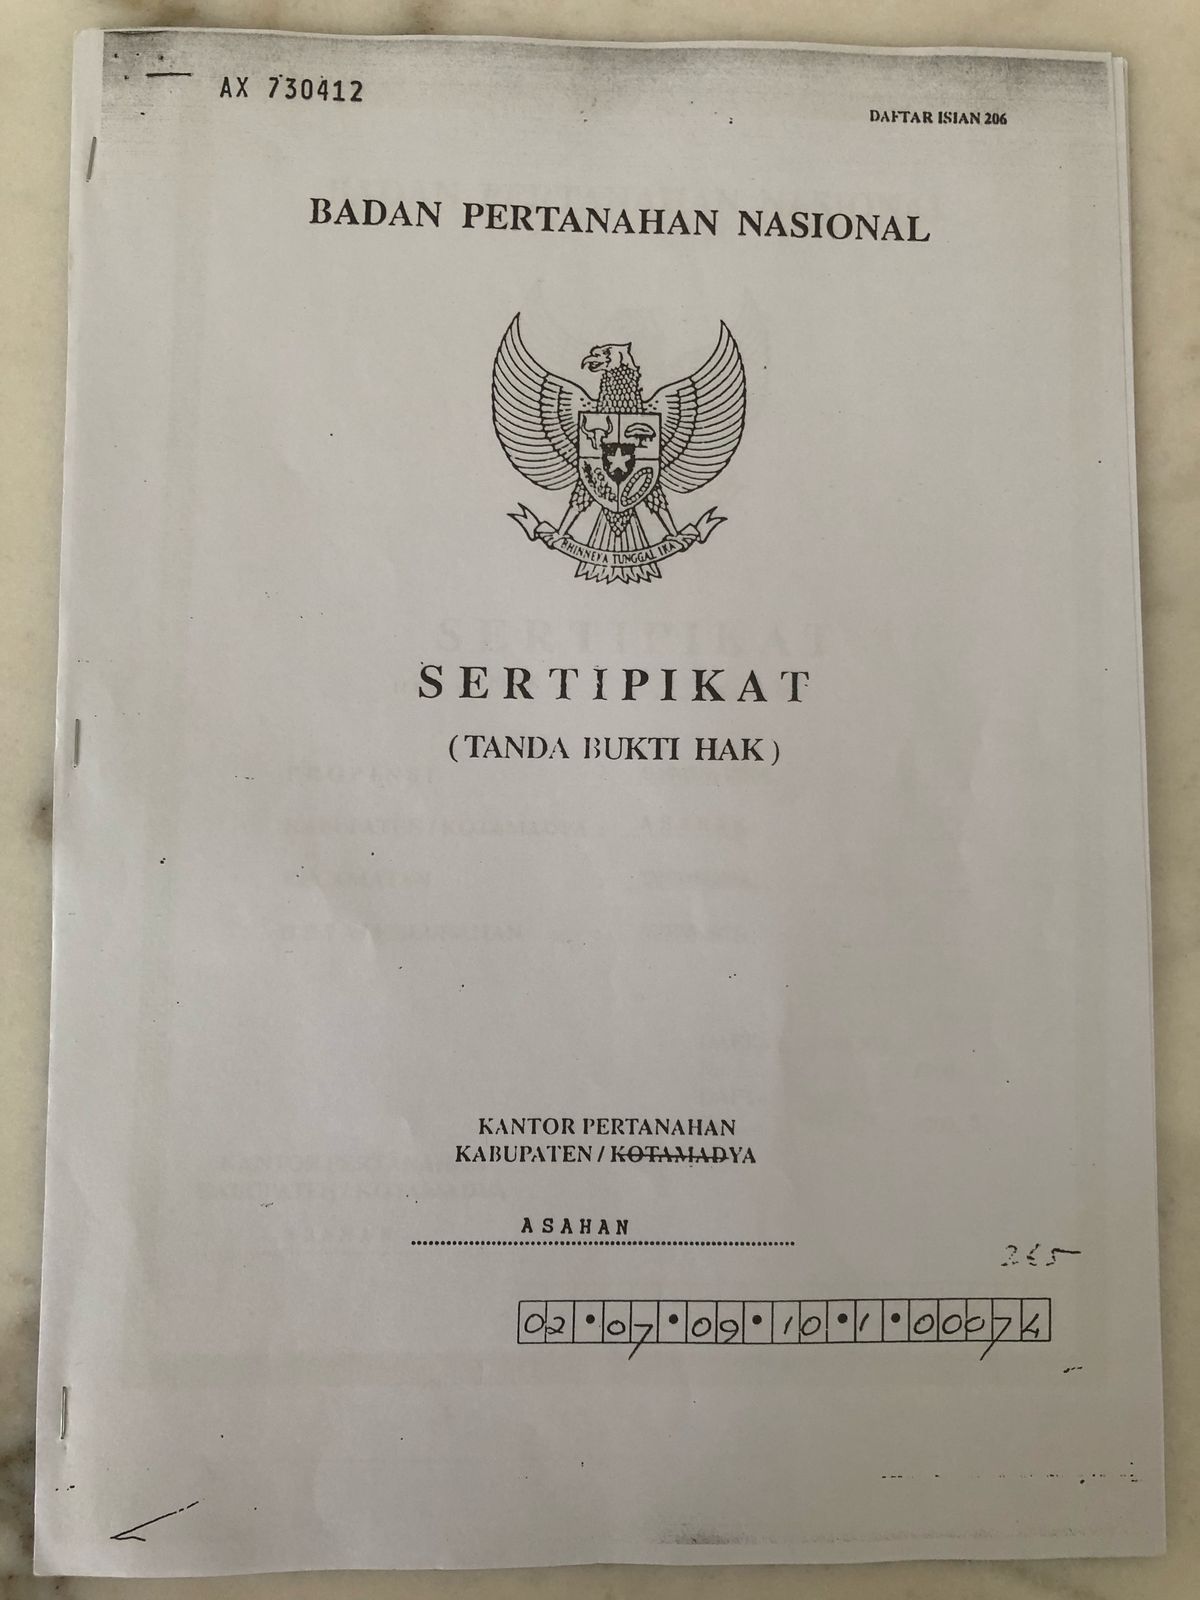 AX 730412
DAFTAR ISIAN 206
BADAN PERTANAHAN NASIONAL
BHINNEKA TUNGGAL IKA
SERTIPIKAT
(TANDA BUKTI HAK)
KANTOR PERTANAHAN
KABUPATEN / KOTAMADYA
ASAHAN
265
02.07.09.10.1.00074